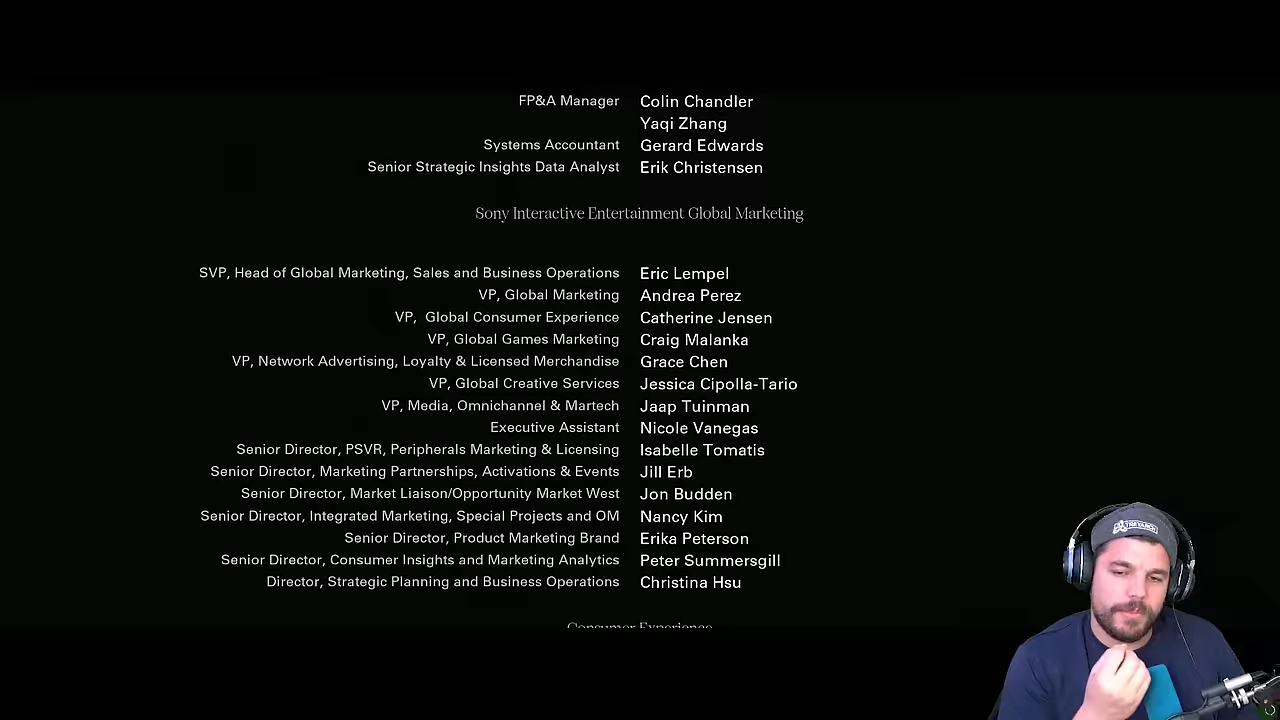 FP&A Manager Colin Chandler
Yaqi Zhang
Systems Accountant Gerard Edwards
Senior Strategic Insights Data Analyst Erik Christensen
Sony Interactive Entertainment Global Marketing
SVP, Head of Global Marketing, Sales and Business Operations Eric Lempel
VP, Global Marketing Andrea Perez
VP, Global Consumer Experience Catherine Jensen
VP, Global Games Marketing Craig Malanka
VP, Network Advertising, Loyalty & Licensed Merchandise Grace Chen
VP, Global Creative Services Jessica Cipolla-Tario
VP, Media, Omnichannel & Martech Jaap Tuinman
Executive Assistant Nicole Vanegas
Senior Director, PSVR, Peripherals Marketing & Licensing Isabelle Tomatis
Senior Director, Marketing Partnerships, Activations & Events Jill Erb
Senior Director, Market Liaison/Opportunity Market West Jon Budden
Senior Director, Integrated Marketing, Special Projects and OM Nancy Kim
Senior Director, Product Marketing Brand Erika Peterson
Senior Director, Consumer Insights and Marketing Analytics Peter Summersgill
Director, Strategic Planning and Business Operations Christina Hsu
Consumer Experience
TREYARCH